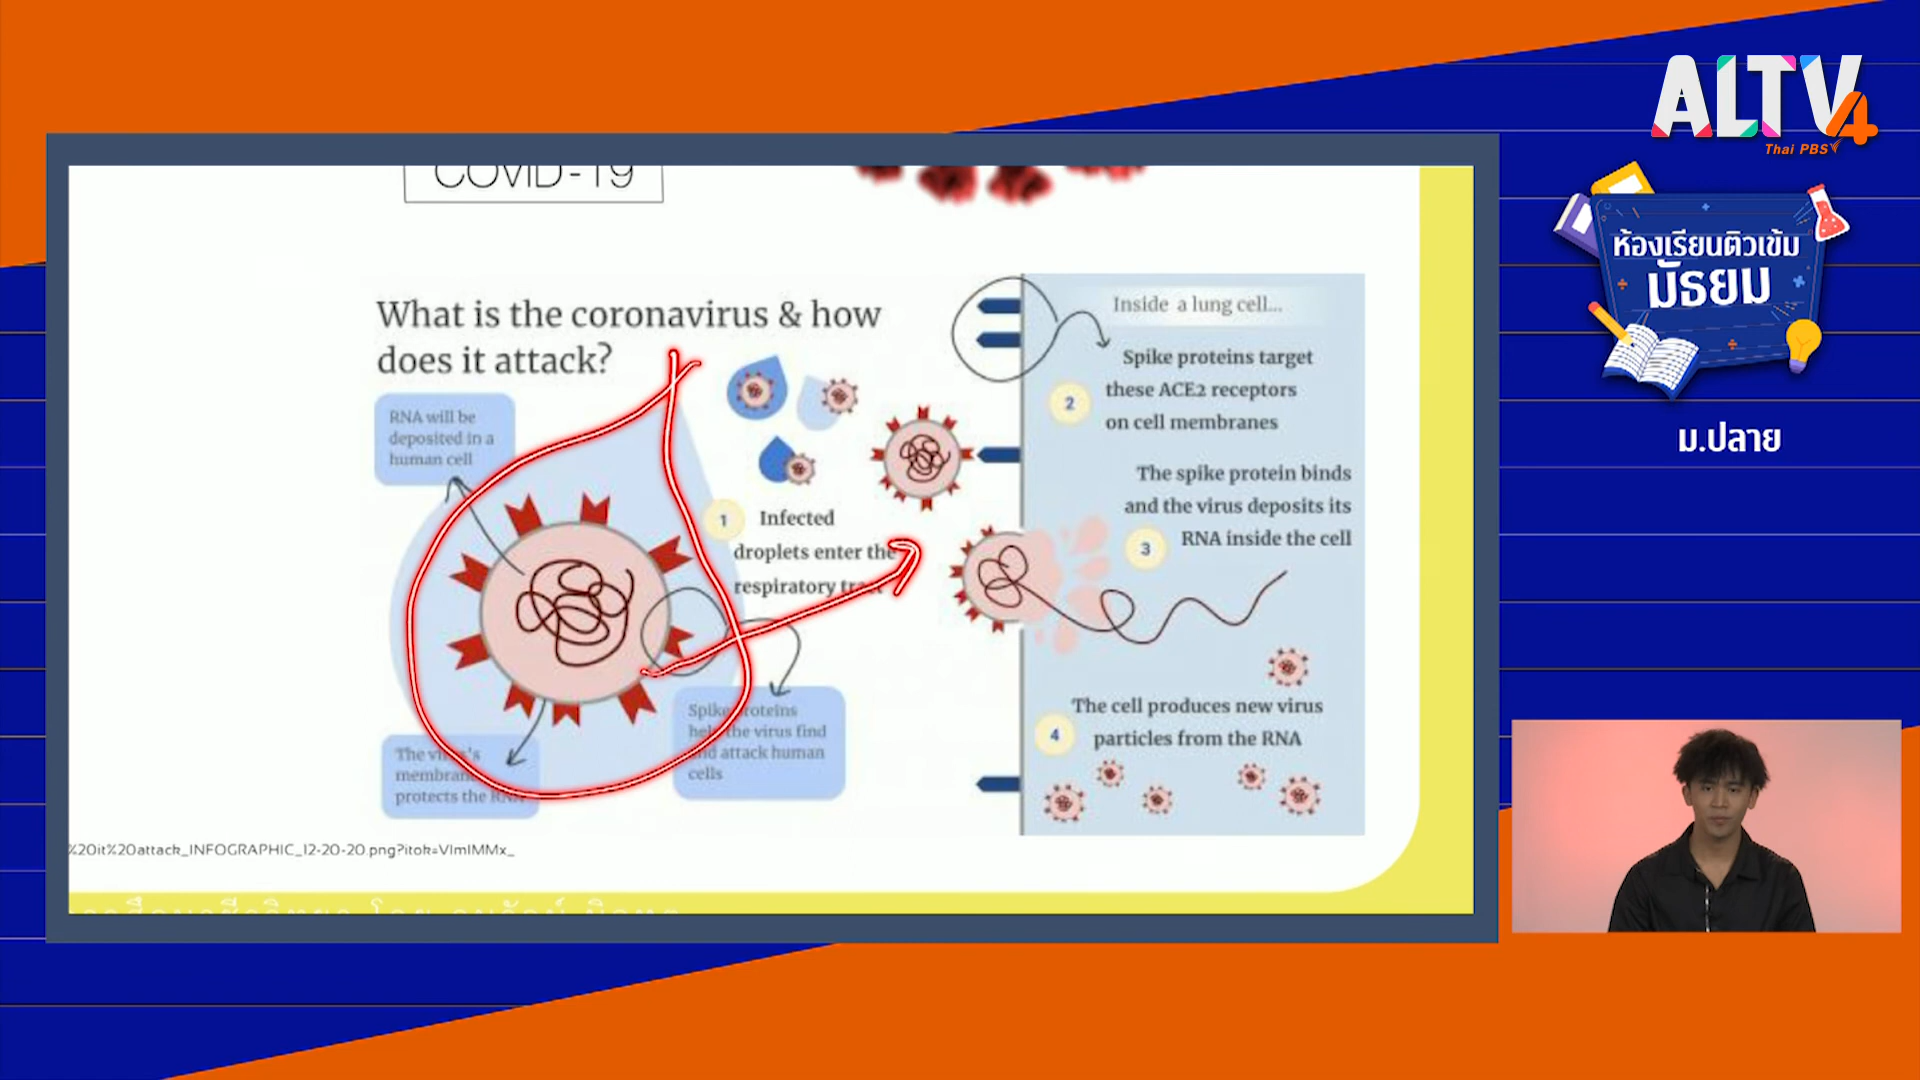 ALTV4
Thai PBS
ห้องเรียนติวเข้ม
มัธยม
ม.ปลาย
COVID-19
What is the coronavirus & how
does it attack?
RNA will be
deposited in a
human cell
1 Infected
droplets enter the
respiratory tract
Spike proteins
help the virus find
and attack human
cells
The virus's
membrane
protects the RNA
Inside a lung cell...
2 Spike proteins target
these ACE2 receptors
on cell membranes
3 The spike protein binds
and the virus deposits its
RNA inside the cell
4 The cell produces new virus
particles from the RNA
%20it%20attack_INFOGRAPHIC_12-20-20.png?itok=VImIMMx_